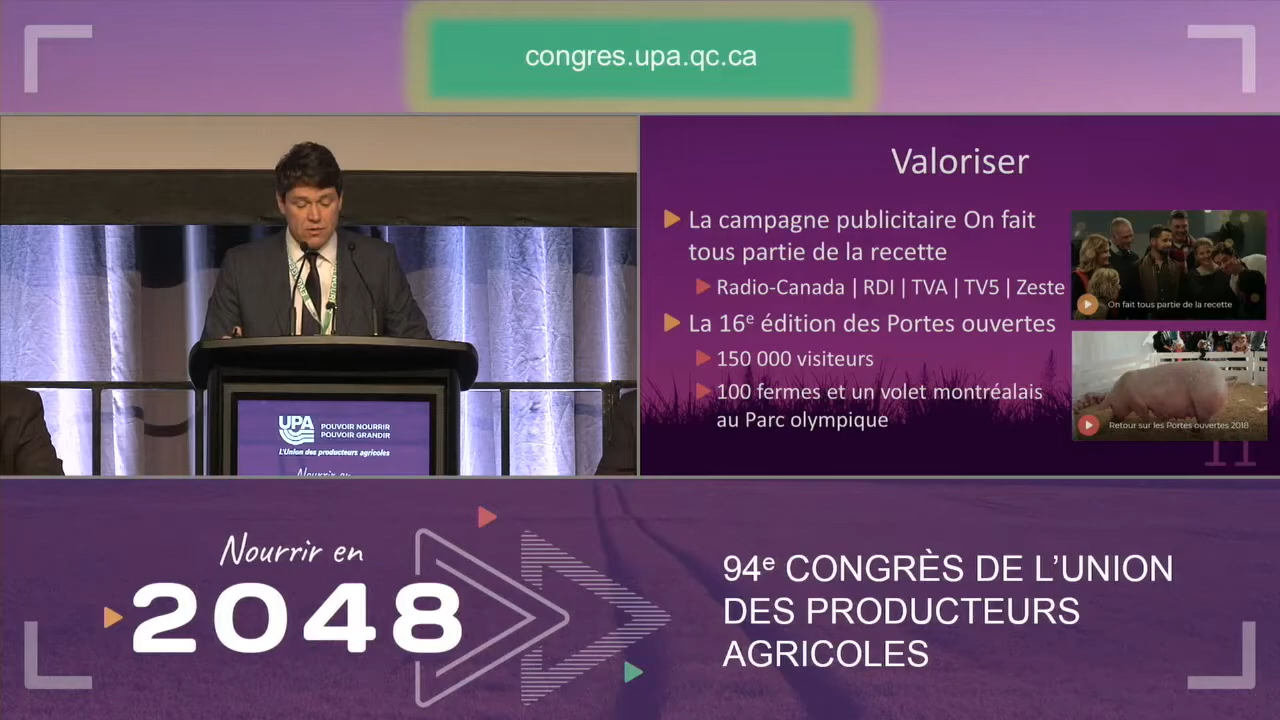 congres.upa.qc.ca
UPA
POUVOIR NOURRIR
POUVOIR GRANDIR
L'Union des producteurs agricoles
Nourrir en
Valoriser
La campagne publicitaire On fait
tous partie de la recette
Radio-Canada | RDI | TVA | TV5 | Zeste
La 16e édition des Portes ouvertes
150 000 visiteurs
100 fermes et un volet montréalais
au Parc olympique
On fait tous partie de la recette
Retour sur les Portes ouvertes 2018
11
Nourrir en
2048
94e CONGRÈS DE L'UNION
DES PRODUCTEURS
AGRICOLES